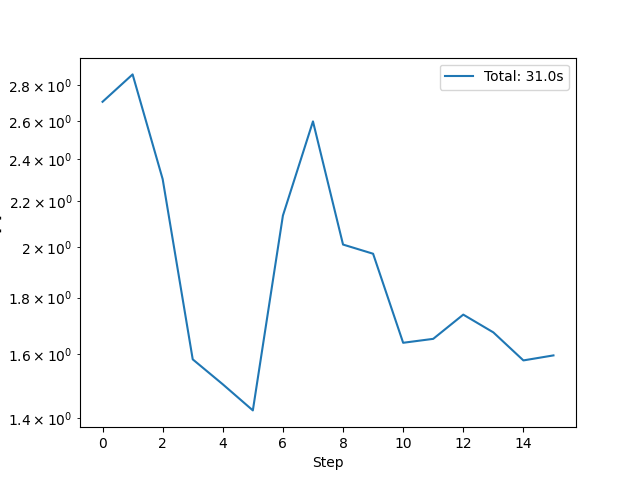 Total: 31.0s
2.8 × 10⁰
2.6 × 10⁰
2.4 × 10⁰
2.2 × 10⁰
2 × 10⁰
1.8 × 10⁰
1.6 × 10⁰
1.4 × 10⁰
0 2 4 6 8 10 12 14
Step